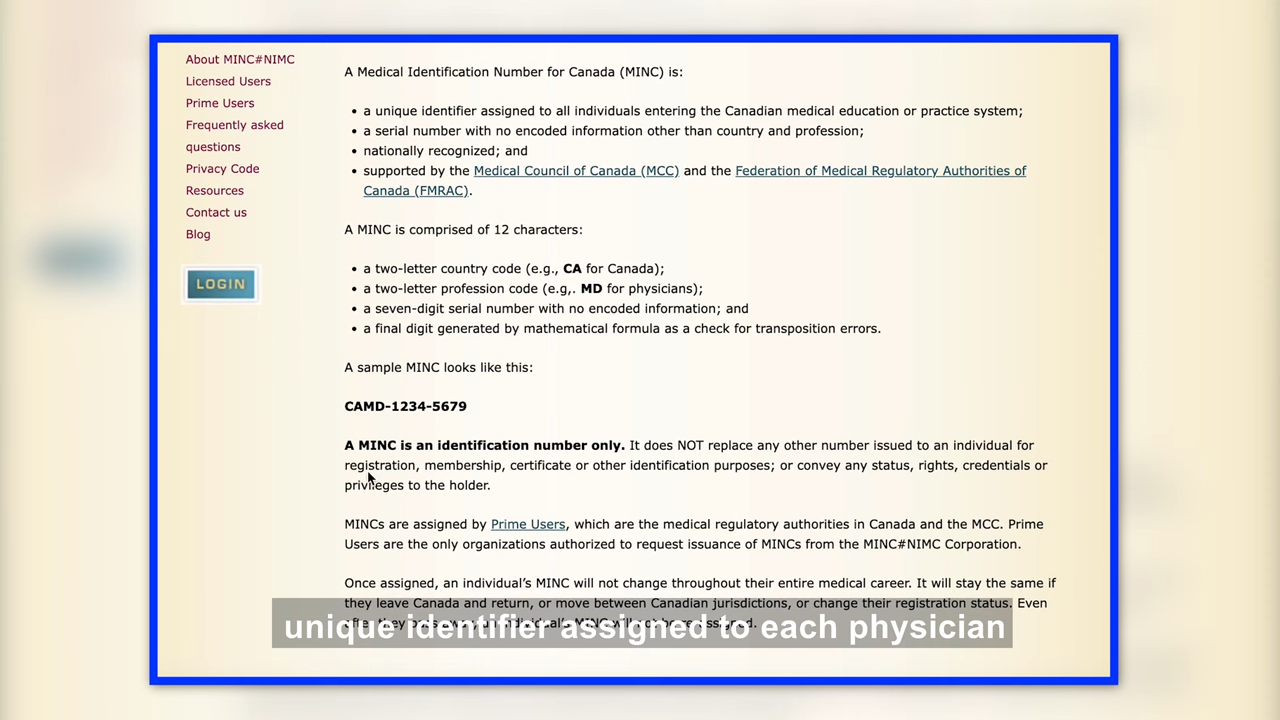 About MINC#NIMC
Licensed Users
Prime Users
Frequently asked
questions
Privacy Code
Resources
Contact us
Blog
LOGIN
A Medical Identification Number for Canada (MINC) is:
• a unique identifier assigned to all individuals entering the Canadian medical education or practice system;
• a serial number with no encoded information other than country and profession;
• nationally recognized; and
• supported by the Medical Council of Canada (MCC) and the Federation of Medical Regulatory Authorities of
Canada (FMRAC).
A MINC is comprised of 12 characters:
• a two-letter country code (e.g., CA for Canada);
• a two-letter profession code (e.g,. MD for physicians);
• a seven-digit serial number with no encoded information; and
• a final digit generated by mathematical formula as a check for transposition errors.
A sample MINC looks like this:
CAMD-1234-5679
A MINC is an identification number only. It does NOT replace any other number issued to an individual for
registration, membership, certificate or other identification purposes; or convey any status, rights, credentials or
privileges to the holder.
MINCs are assigned by Prime Users, which are the medical regulatory authorities in Canada and the MCC. Prime
Users are the only organizations authorized to request issuance of MINCs from the MINC#NIMC Corporation.
Once assigned, an individual's MINC will not change throughout their entire medical career. It will stay the same if
they leave Canada and return, or move between Canadian jurisdictions, or change their registration status. Even
unique identifier assigned to each physician